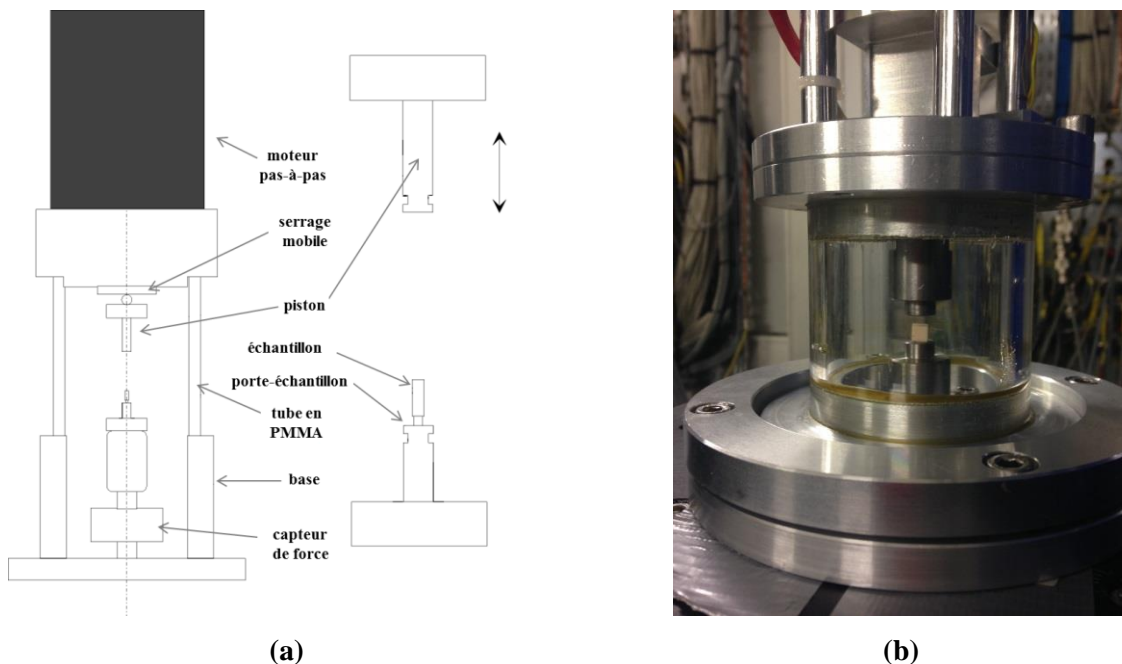 moteur
pas-à-pas
serrage
mobile
piston
échantillon
porte-échantillon
tube en
PMMA
base
capteur
de force
(a)
(b)